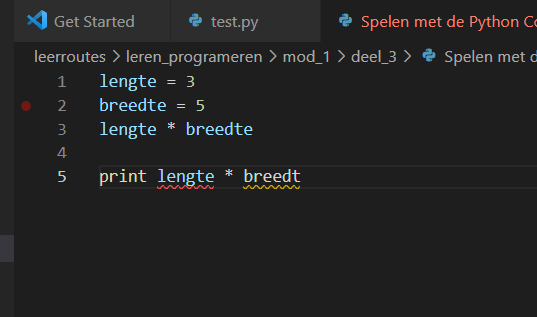 Get Started test.py Spelen met de Python Co
leerroutes > leren_programeren > mod_1 > deel_3 > Spelen met d
1 lengte = 3
2 breedte = 5
3 lengte * breedte
4
5 print lengte * breedt